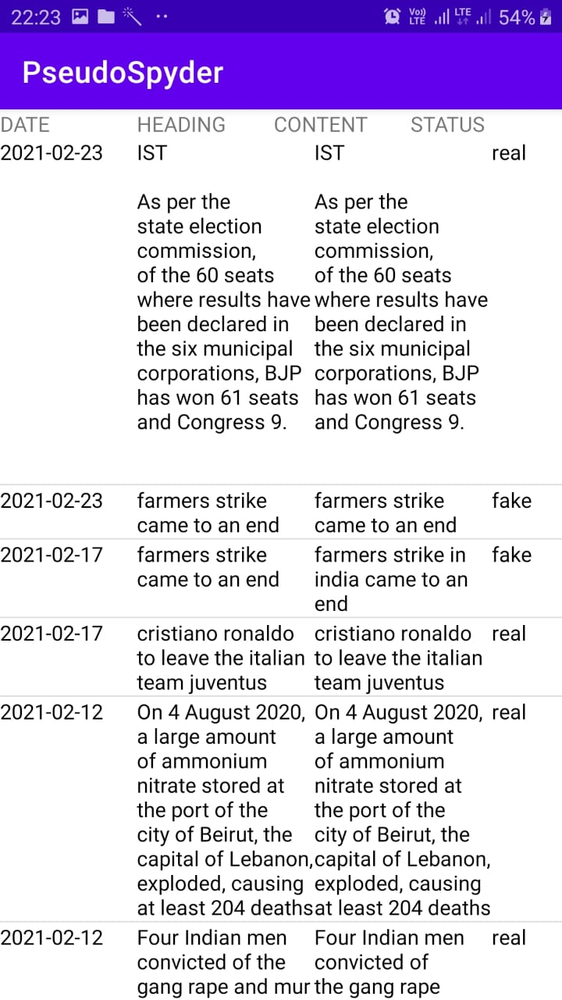 22:23 Vo)) LTE LTE 54%
PseudoSpyder
DATE HEADING CONTENT STATUS
2021-02-23 IST IST real
As per the As per the
state election state election
commission, commission,
of the 60 seats of the 60 seats
where results have where results have
been declared in been declared in
the six municipal the six municipal
corporations, BJP corporations, BJP
has won 61 seats has won 61 seats
and Congress 9. and Congress 9.
2021-02-23 farmers strike farmers strike fake
came to an end came to an end
2021-02-17 farmers strike farmers strike in fake
came to an end india came to an
end
2021-02-17 cristiano ronaldo cristiano ronaldo real
to leave the italian to leave the italian
team juventus team juventus
2021-02-12 On 4 August 2020, On 4 August 2020, real
a large amount a large amount
of ammonium of ammonium
nitrate stored at nitrate stored at
the port of the the port of the
city of Beirut, the city of Beirut, the
capital of Lebanon, capital of Lebanon,
exploded, causing exploded, causing
at least 204 deaths at least 204 deaths
2021-02-12 Four Indian men Four Indian men real
convicted of the convicted of
gang rape and mur the gang rape